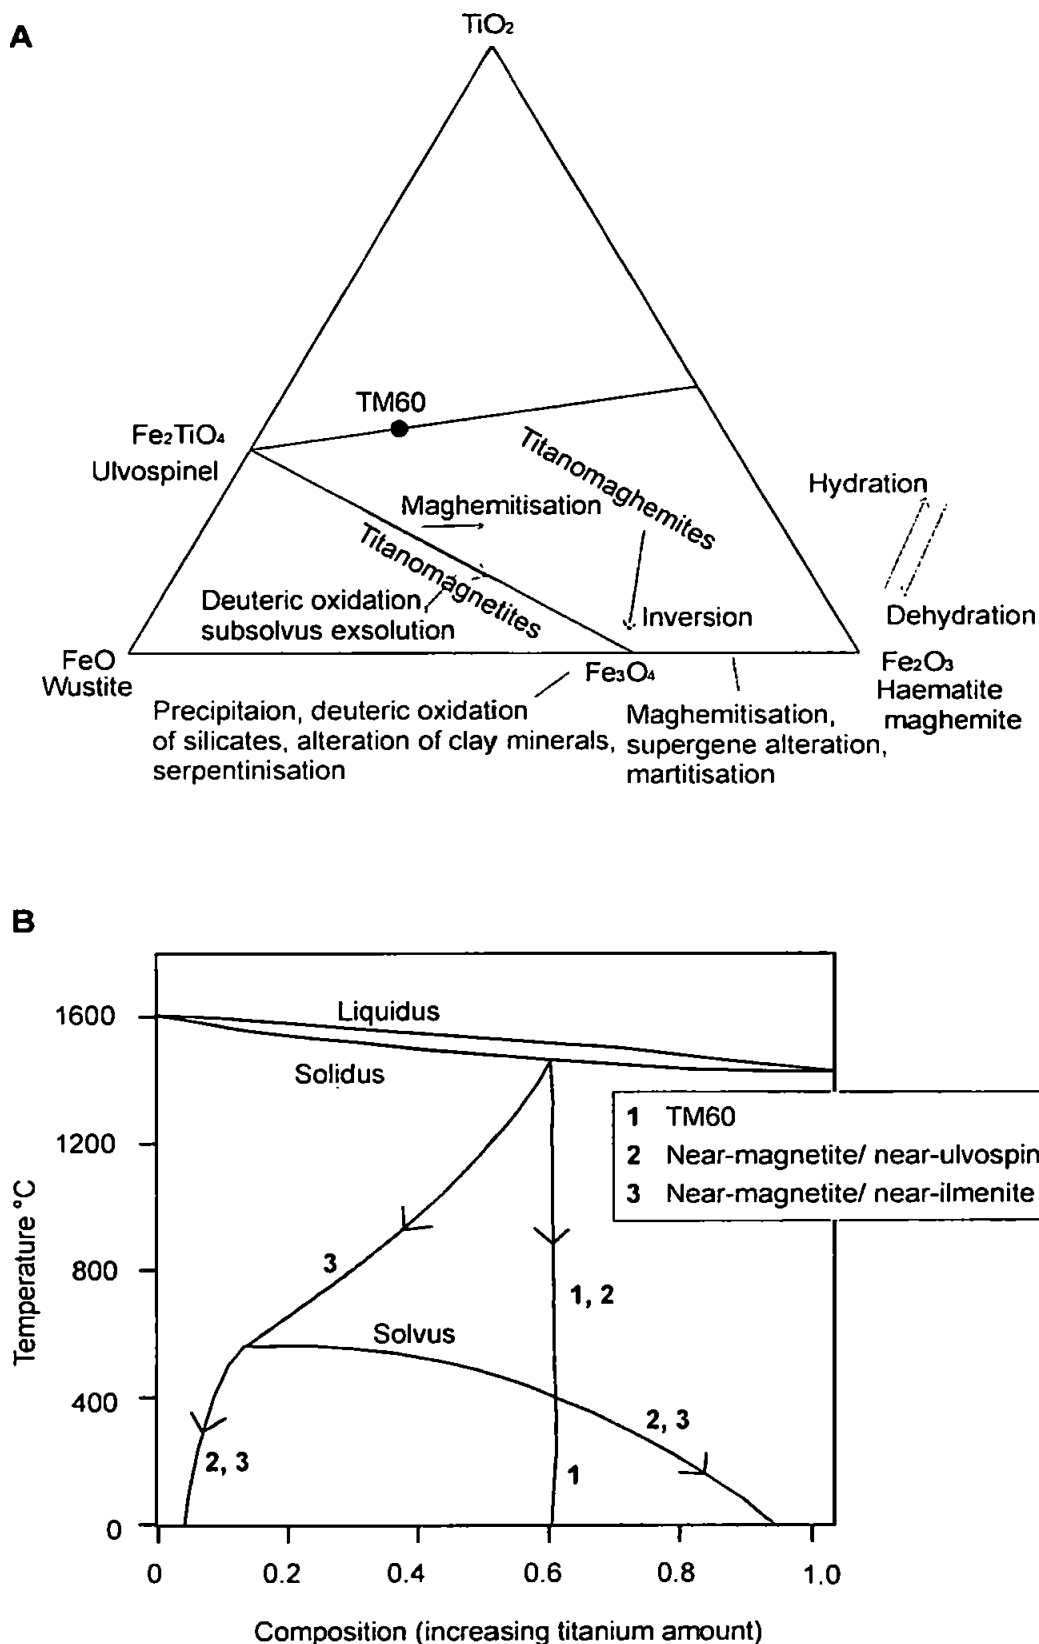 A
TiO₂
TM60
Fe₂TiO₄
Ulvospinel
Titanomaghemites
Hydration
Maghemitisation
Titanomagnetites
Deuteric oxidation,
subsolvus exsolution
Inversion
Dehydration
FeO
Wustite
Fe₃O₄
Fe₂O₃
Haematite
maghemite
Precipitaion, deuteric oxidation
of silicates, alteration of clay minerals,
serpentinisation
Maghemitisation,
supergene alteration,
martitisation
B
Temperature °C
1600
1200
800
400
0
Liquidus
Solidus
1 TM60
2 Near-magnetite/ near-ulvospin
3 Near-magnetite/ near-ilmenite
3
1, 2
Solvus
2, 3
2, 3
1
0 0.2 0.4 0.6 0.8 1.0
Composition (increasing titanium amount)